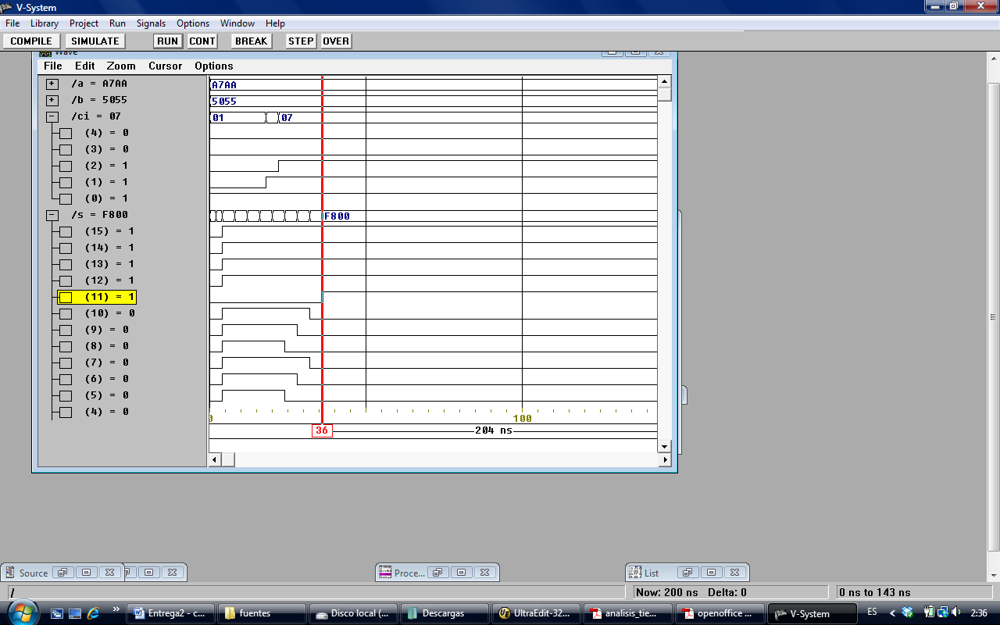 V-System
File Library Project Run Signals Options Window Help
COMPILE SIMULATE RUN CONT BREAK STEP OVER
Wave
File Edit Zoom Cursor Options
/a = A7AA
A7AA
/b = 5055
5055
/ci = 07
01 07
(4) = 0
(3) = 0
(2) = 1
(1) = 1
(0) = 1
/s = F800
F800
(15) = 1
(14) = 1
(13) = 1
(12) = 1
(11) = 1
(10) = 0
(9) = 0
(8) = 0
(7) = 0
(6) = 0
(5) = 0
(4) = 0
0 100
36 204 ns
Source Proce... List
Now: 200 ns Delta: 0 0 ns to 143 ns
Entrega2 - c... fuentes Disco local (... Descargas UltraEdit-32... analisis_tie... openoffice ... V-System ES 2:36